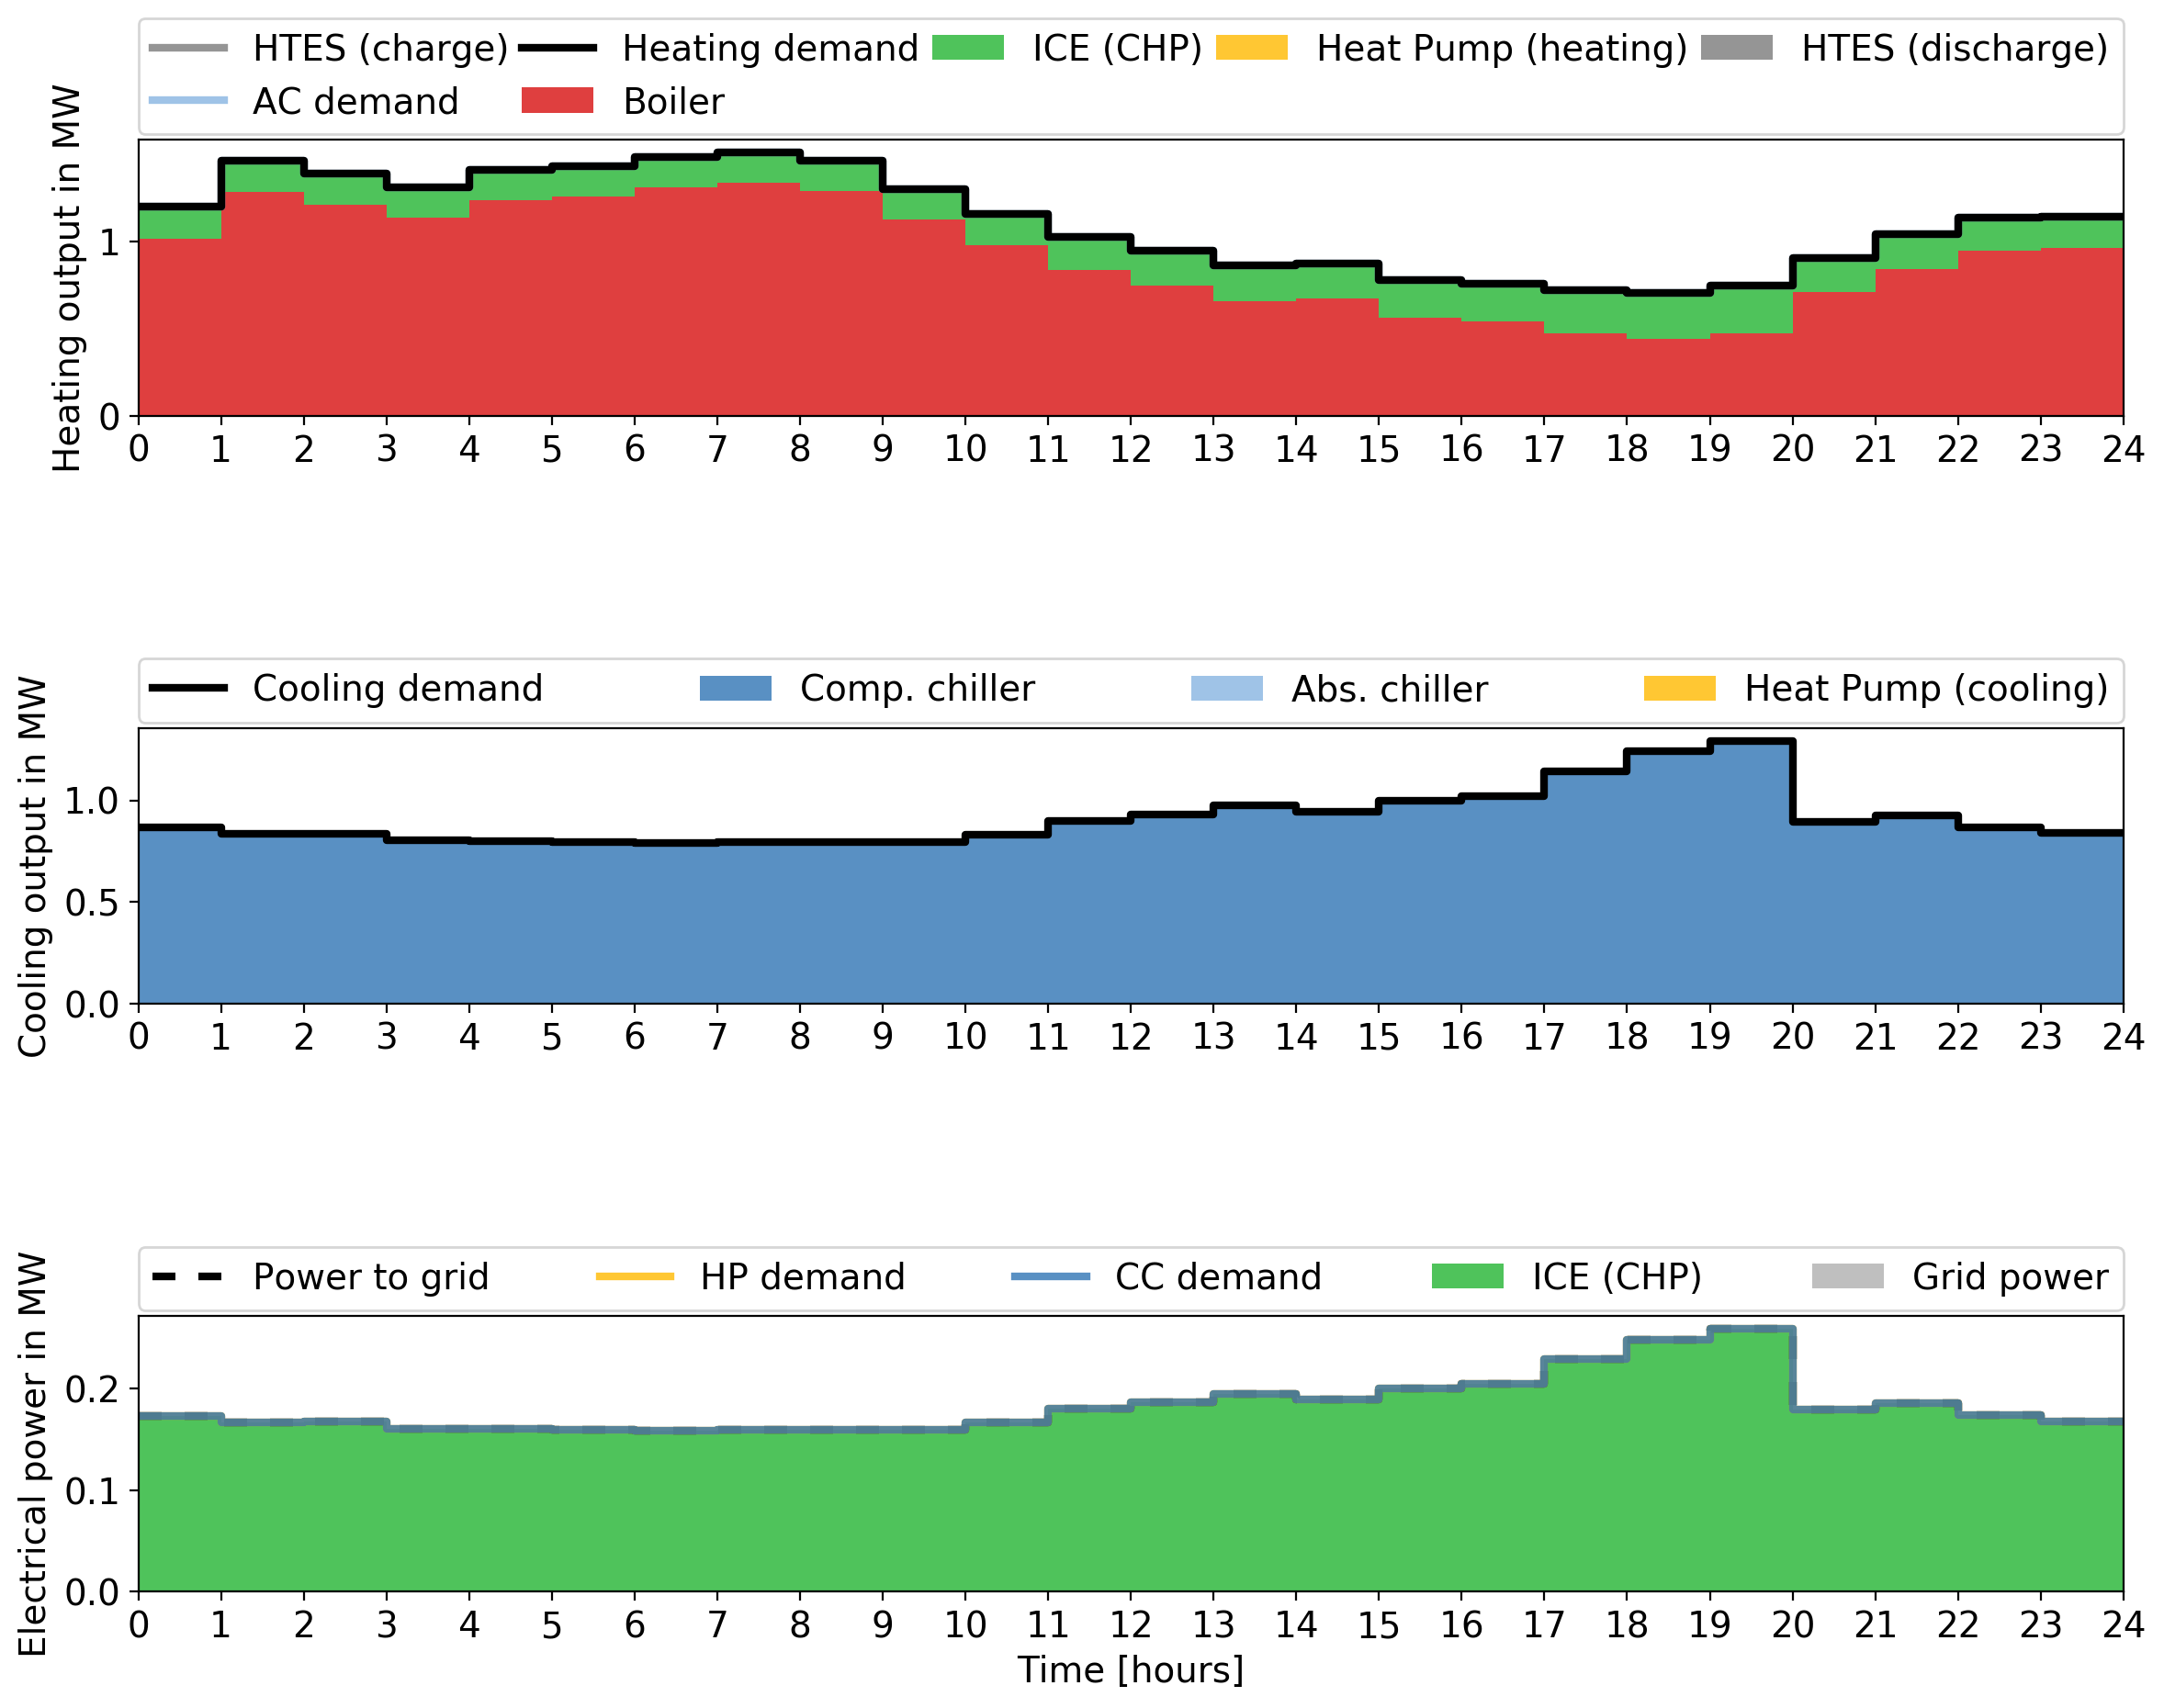 HTES (charge) Heating demand ICE (CHP) Heat Pump (heating) HTES (discharge)
AC demand Boiler
Heating output in MW
1
0
0 1 2 3 4 5 6 7 8 9 10 11 12 13 14 15 16 17 18 19 20 21 22 23 24
Cooling demand Comp. chiller Abs. chiller Heat Pump (cooling)
Cooling output in MW
1.0
0.5
0.0
0 1 2 3 4 5 6 7 8 9 10 11 12 13 14 15 16 17 18 19 20 21 22 23 24
Power to grid HP demand CC demand ICE (CHP) Grid power
Electrical power in MW
0.2
0.1
0.0
0 1 2 3 4 5 6 7 8 9 10 11 12 13 14 15 16 17 18 19 20 21 22 23 24
Time [hours]